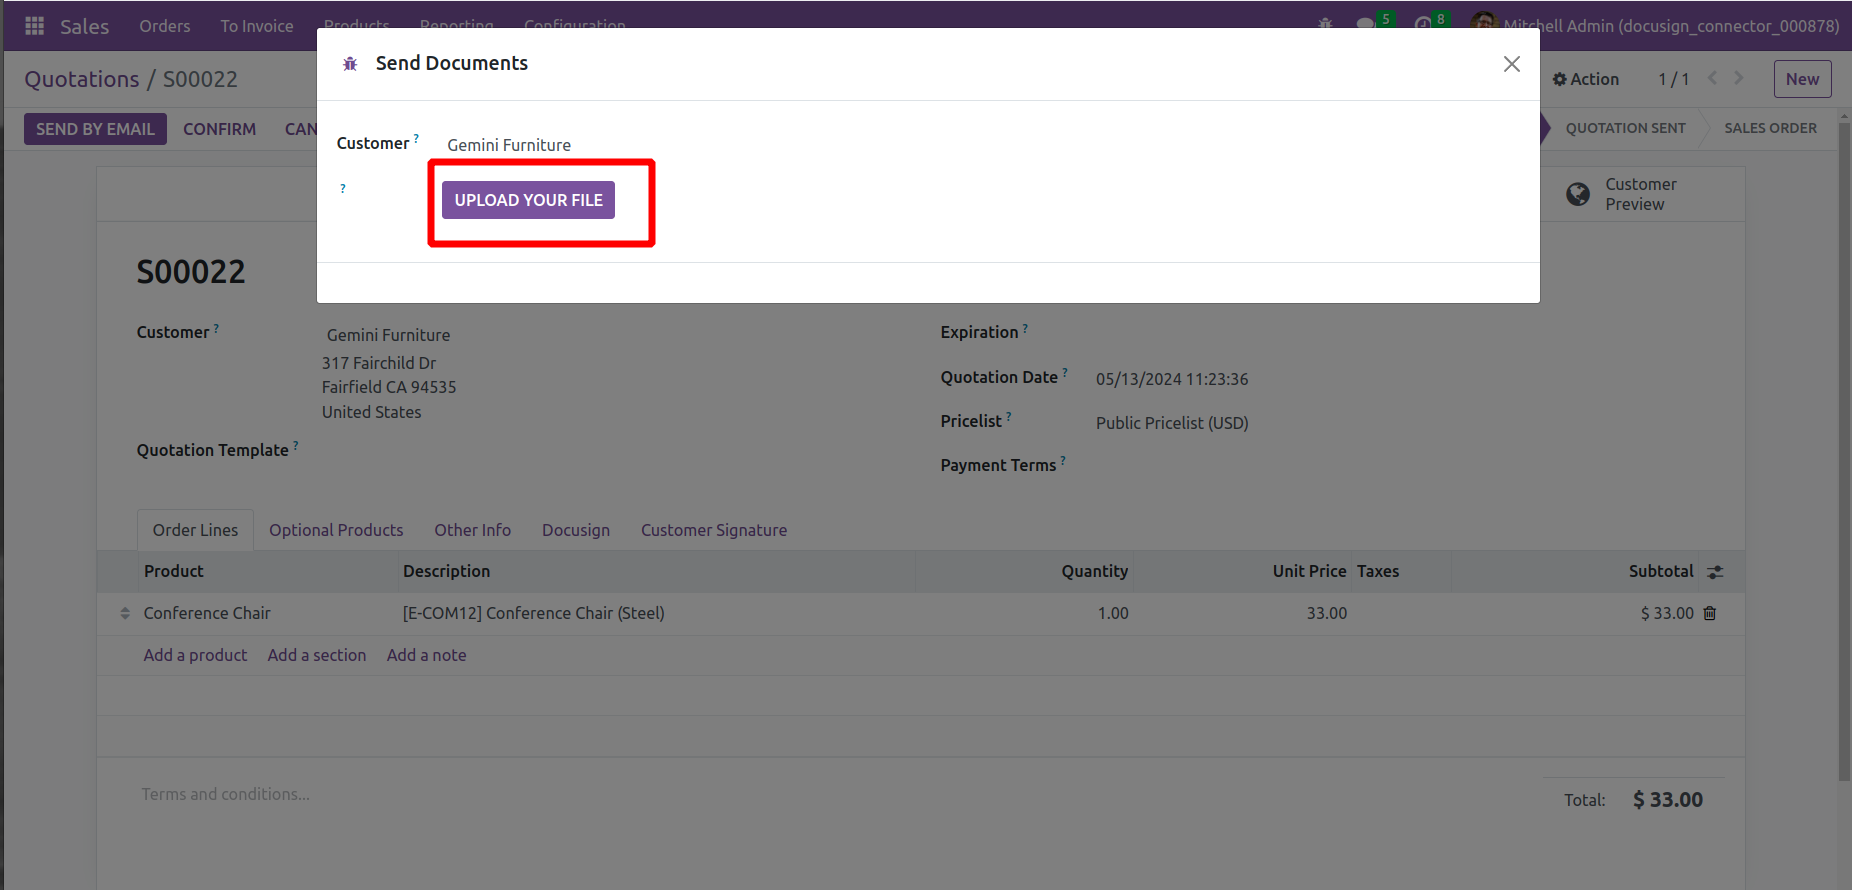 Sales Orders To Invoice Products Reporting Configuration 5 8 Mitchell Admin (docusign_connector_000878)
Send Documents
Quotations / S00022 Action 1 / 1 New
SEND BY EMAIL CONFIRM CAN QUOTATION SENT SALES ORDER
Customer ? Gemini Furniture
? UPLOAD YOUR FILE
Customer
Preview
S00022
Customer ? Gemini Furniture
317 Fairchild Dr
Fairfield CA 94535
United States
Quotation Template ?
Expiration ?
Quotation Date ? 05/13/2024 11:23:36
Pricelist ? Public Pricelist (USD)
Payment Terms ?
Order Lines Optional Products Other Info Docusign Customer Signature
Product Description Quantity Unit Price Taxes Subtotal
Conference Chair [E-COM12] Conference Chair (Steel) 1.00 33.00 $ 33.00
Add a product Add a section Add a note
Terms and conditions...
Total: $ 33.00